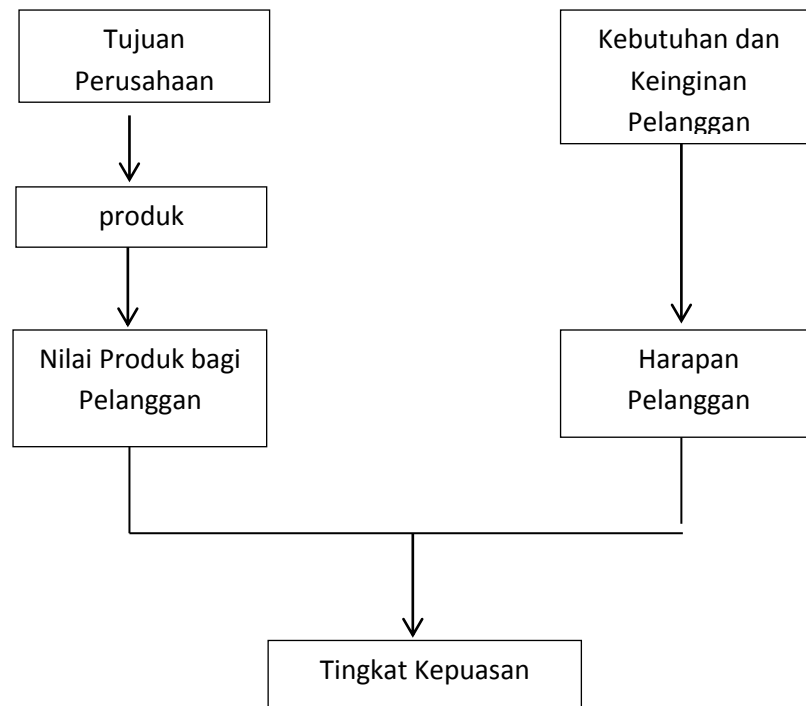 Tujuan
Perusahaan
Kebutuhan dan
Keinginan
Pelanggan
produk
Nilai Produk bagi
Pelanggan
Harapan
Pelanggan
Tingkat Kepuasan